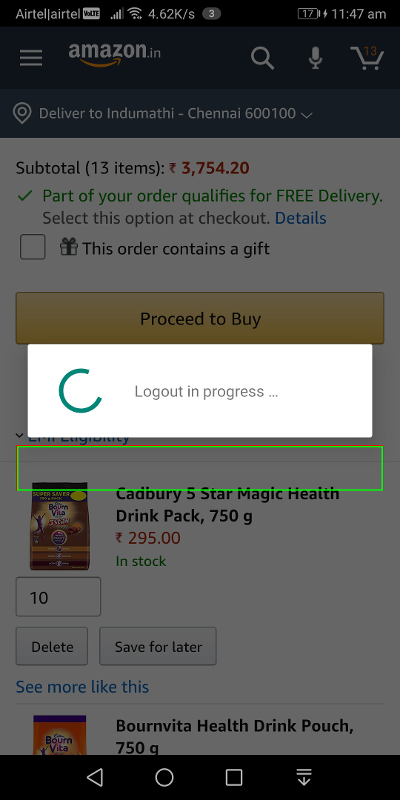 Airtel|airtel VoLTE 4.62K/s 3 17 11:47 am
amazon.in 13
Deliver to Indumathi - Chennai 600100
Subtotal (13 items): ₹ 3,754.20
Part of your order qualifies for FREE Delivery.
Select this option at checkout. Details
This order contains a gift
Proceed to Buy
Logout in progress ...
EMI Eligibility
Cadbury 5 Star Magic Health
Drink Pack, 750 g
₹ 295.00
In stock
SUPER SAVER
Bourn
Vita
10
Delete Save for later
See more like this
Bournvita Health Drink Pouch,
750 g
Bourn
Vita